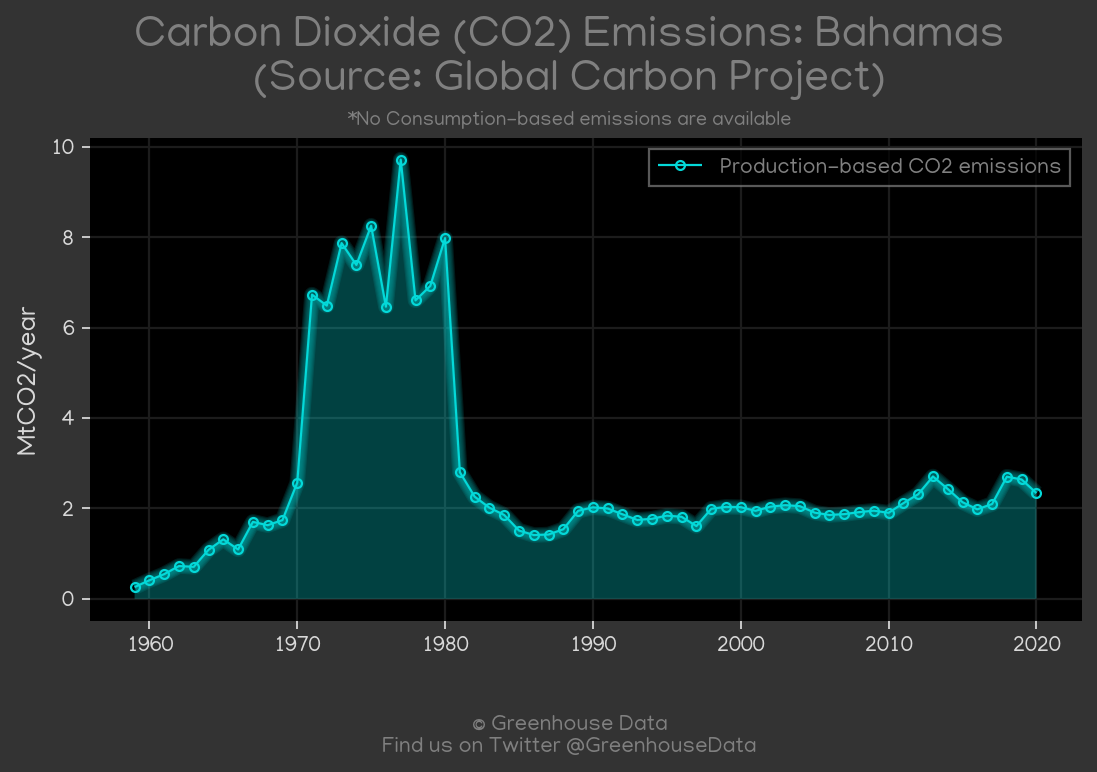 Carbon Dioxide (CO2) Emissions: Bahamas
(Source: Global Carbon Project)
*No Consumption-based emissions are available
Production-based CO2 emissions
MtCO2/year
10
8
6
4
2
0
1960 1970 1980 1990 2000 2010 2020
© Greenhouse Data
Find us on Twitter @GreenhouseData